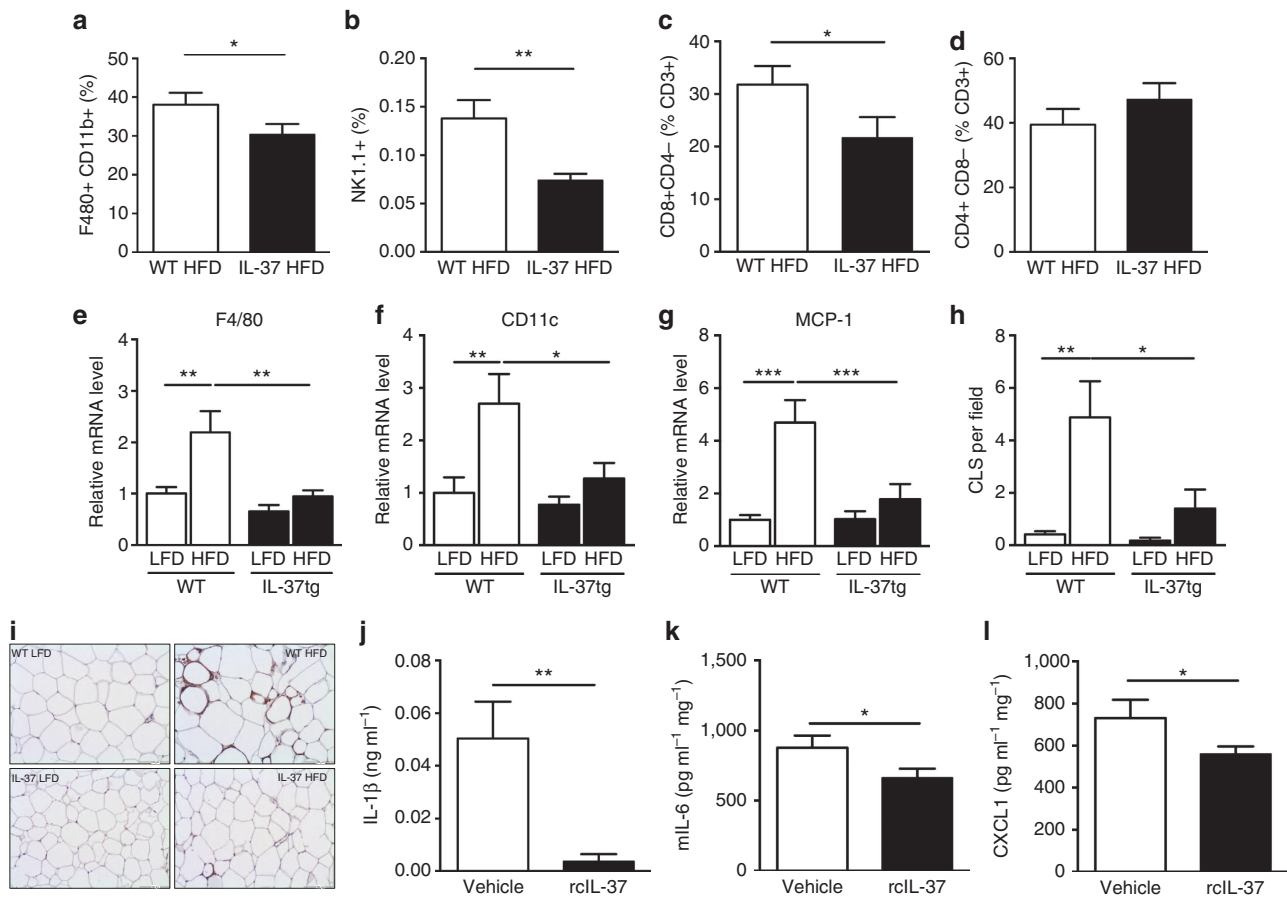 a
*
F480+ CD11b+ (%)
50
40
30
20
10
0
WT HFD IL-37 HFD
b
**
NK1.1+ (%)
0.20
0.15
0.10
0.05
0.00
WT HFD IL-37 HFD
c
*
CD8+CD4– (% CD3+)
40
30
20
10
0
WT HFD IL-37 HFD
d
CD4+ CD8– (% CD3+)
60
40
20
0
WT HFD IL-37 HFD
e
F4/80
Relative mRNA level
4
3
2
1
0
** **
LFD HFD LFD HFD
WT IL-37tg
f
CD11c
Relative mRNA level
4
3
2
1
0
** *
LFD HFD LFD HFD
WT IL-37tg
g
MCP-1
Relative mRNA level
8
6
4
2
0
*** ***
LFD HFD LFD HFD
WT IL-37tg
h
CLS per field
8
6
4
2
0
** *
LFD HFD LFD HFD
WT IL-37tg
i
WT LFD
WT HFD
IL-37 LFD
IL-37 HFD
j
**
IL-1β (ng ml⁻¹)
0.08
0.06
0.04
0.02
0.00
Vehicle rcIL-37
k
*
mIL-6 (pg ml⁻¹ mg⁻¹)
1,500
1,000
500
0
Vehicle rcIL-37
l
*
CXCL1 (pg ml⁻¹ mg⁻¹)
1,000
800
600
400
200
0
Vehicle rcIL-37